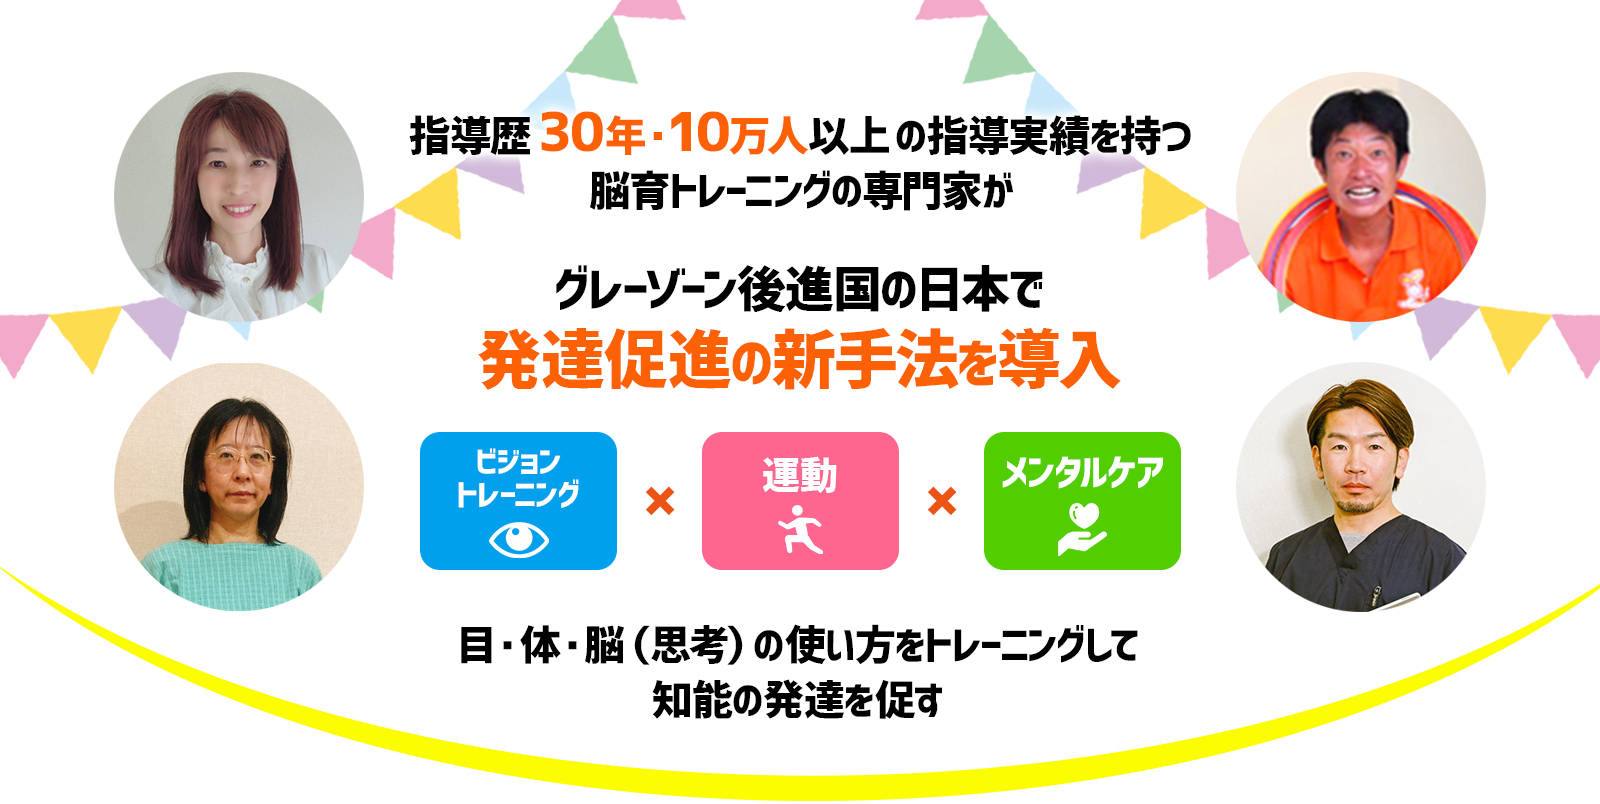 指導歴30年・10万人以上の指導実績を持つ
脳育トレーニングの専門家が
グレーゾーン後進国の日本で
発達促進の新手法を導入
ビジョン
トレーニング
×
運動
×
メンタルケア
目・体・脳(思考)の使い方をトレーニングして
知能の発達を促す